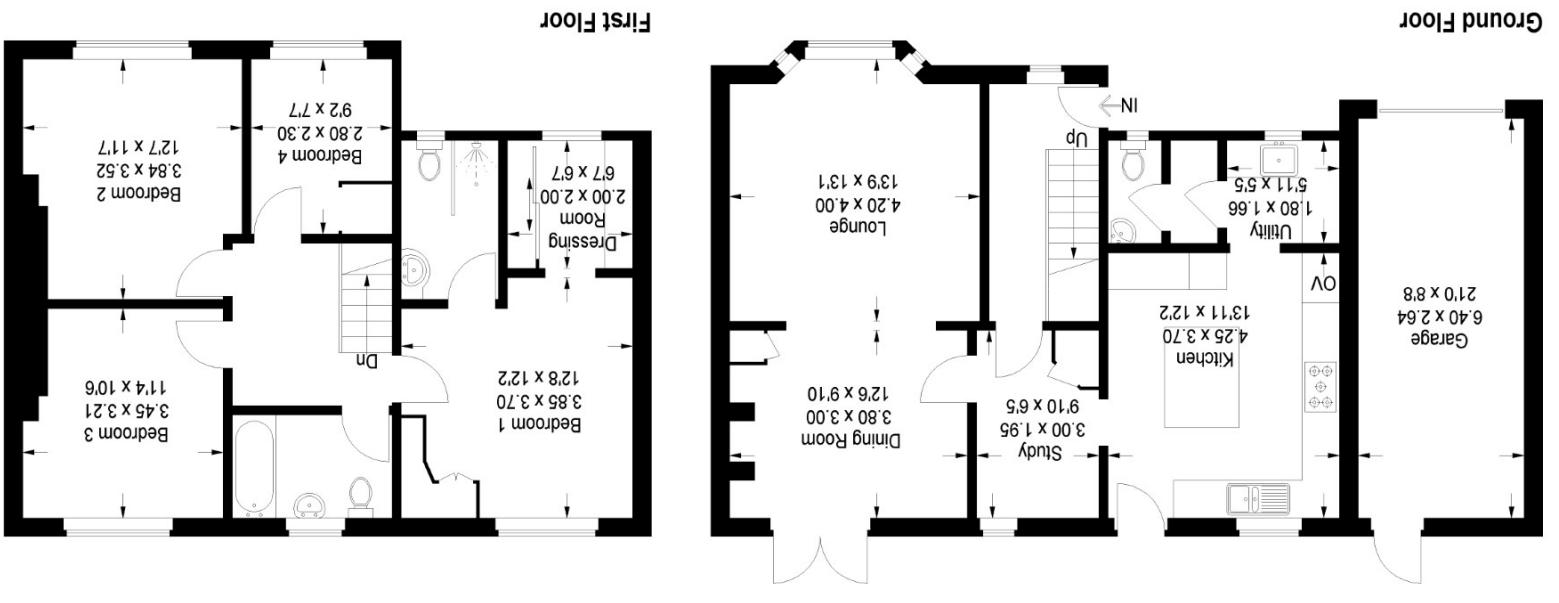 Ground Floor
Garage
6.40 x 2.64
21'0 x 8'8
Kitchen
4.25 x 3.70
13'11 x 12'2
OV
Utility
1.80 x 1.66
5'11 x 5'5
IN
Up
Study
3.00 x 1.95
9'10 x 6'5
Dining Room
3.80 x 3.00
12'6 x 9'10
Lounge
4.20 x 4.00
13'9 x 13'1
First Floor
Bedroom 1
3.85 x 3.70
12'8 x 12'2
Dressing
Room
2.00 x 2.00
6'7 x 6'7
Dn
Bedroom 4
2.80 x 2.30
9'2 x 7'7
Bedroom 3
3.45 x 3.21
11'4 x 10'6
Bedroom 2
3.84 x 3.52
12'7 x 11'7